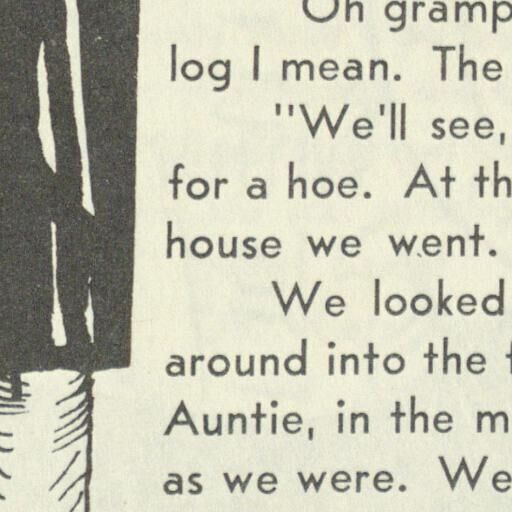 Oh gramp
log I mean. The
"We'll see,
for a hoe. At th
house we went.
We looked
around into the f
Auntie, in the m
as we were. We